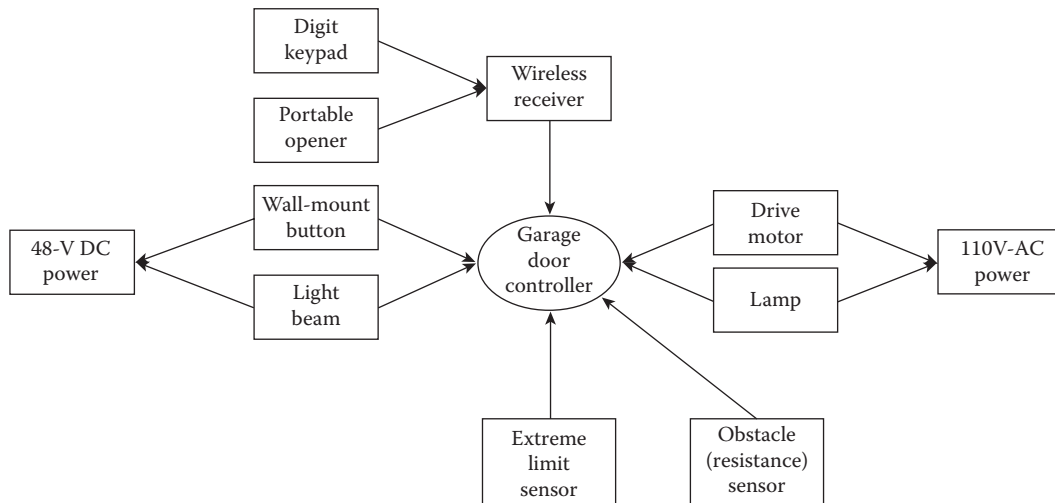 Digit
keypad
Wireless
receiver
Portable
opener
Wall-mount
button
48-V DC
power
Light
beam
Garage
door
controller
Drive
motor
110V-AC
power
Lamp
Extreme
limit
sensor
Obstacle
(resistance)
sensor